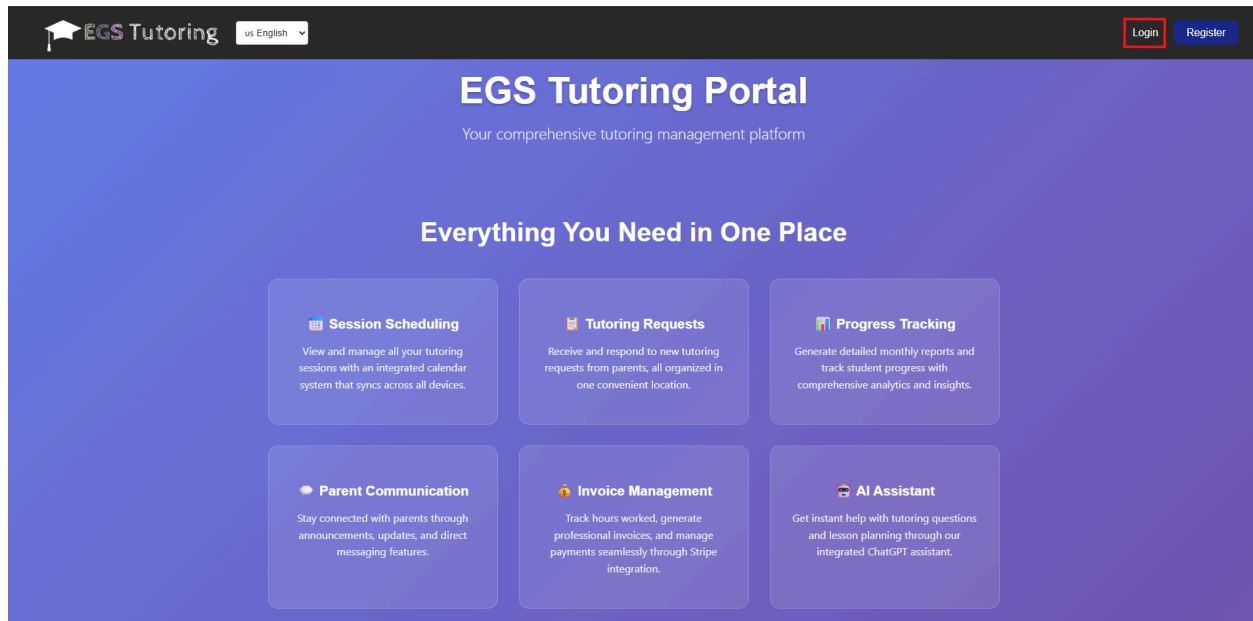 EGS Tutoring
us English
Login
Register
EGS Tutoring Portal
Your comprehensive tutoring management platform
Everything You Need in One Place
Session Scheduling
View and manage all your tutoring
sessions with an integrated calendar
system that syncs across all devices.
Tutoring Requests
Receive and respond to new tutoring
requests from parents, all organized in
one convenient location.
Progress Tracking
Generate detailed monthly reports and
track student progress with
comprehensive analytics and insights.
Parent Communication
Stay connected with parents through
announcements, updates, and direct
messaging features.
Invoice Management
Track hours worked, generate
professional invoices, and manage
payments seamlessly through Stripe
integration.
AI Assistant
Get instant help with tutoring questions
and lesson planning through our
integrated ChatGPT assistant.